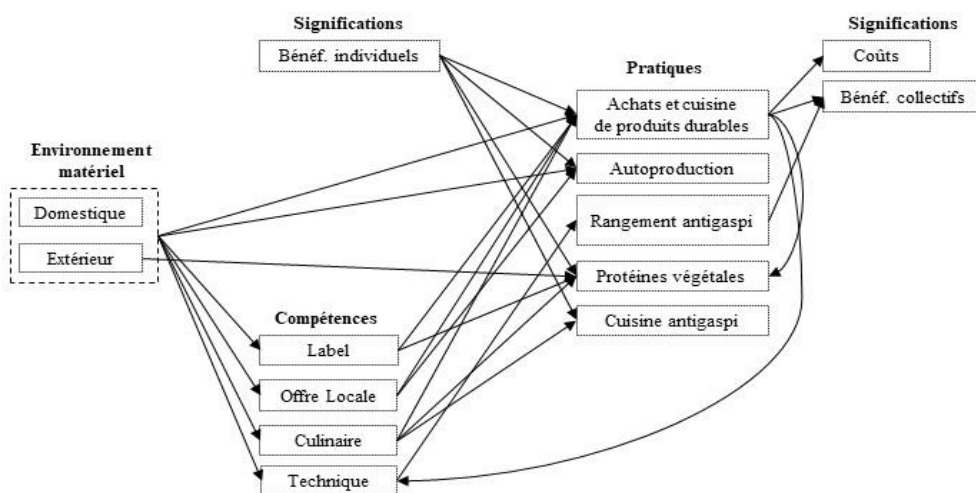 Significations
Bénéf. individuels
Environnement
matériel
Domestique
Extérieur
Compétences
Label
Offre Locale
Culinaire
Technique
Pratiques
Achats et cuisine
de produits durables
Autoproduction
Rangement antigaspi
Protéines végétales
Cuisine antigaspi
Significations
Coûts
Bénéf. collectifs